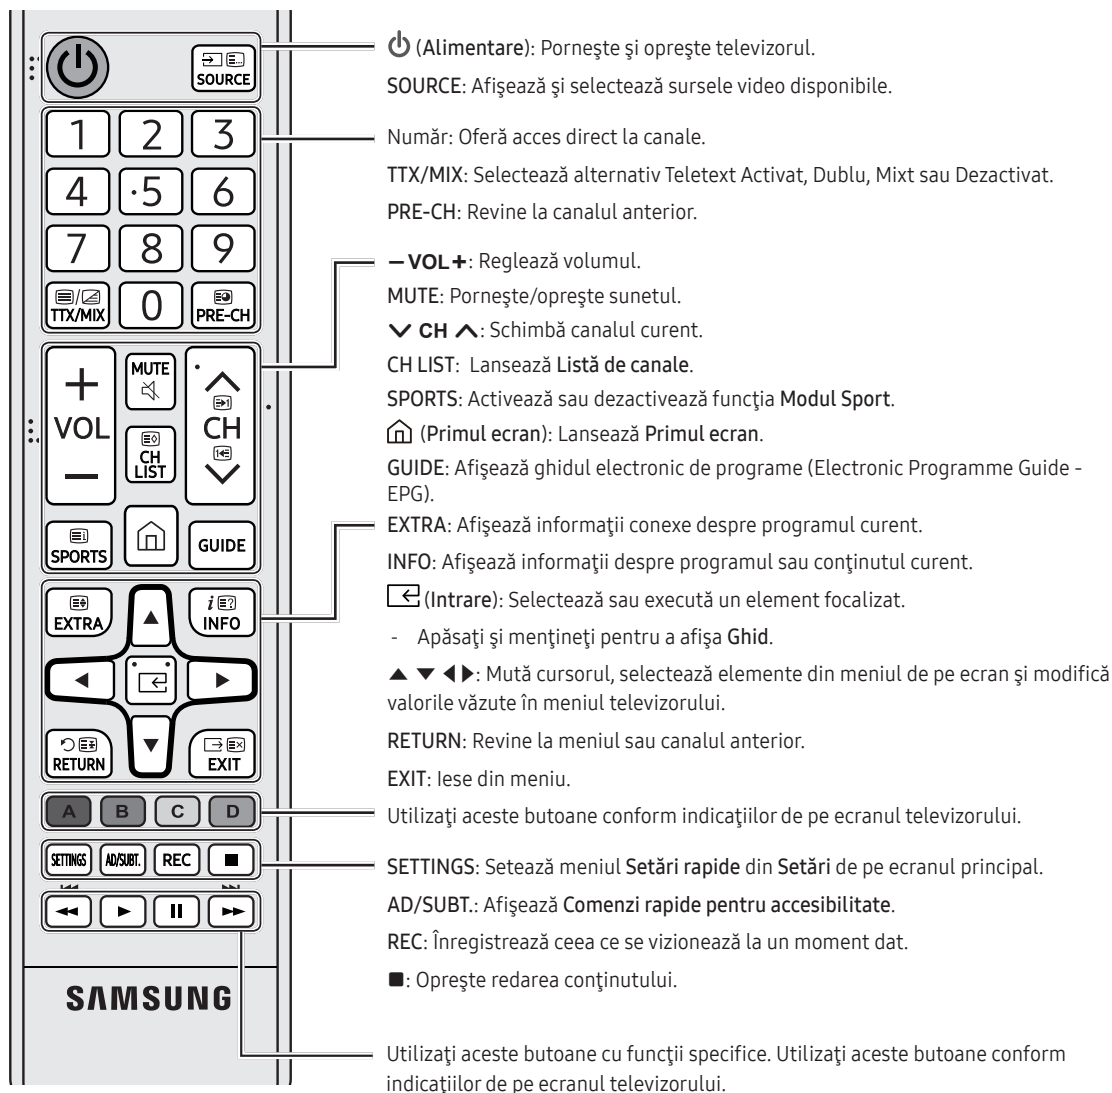 SOURCE
1 2 3
4 ·5 6
7 8 9
TTX/MIX 0 PRE-CH
+ VOL −
MUTE
CH
CH LIST
SPORTS GUIDE
EXTRA INFO
RETURN EXIT
A B C D
SETTINGS AD/SUBT. REC
SAMSUNG
(Alimentare): Porneşte şi opreşte televizorul.
SOURCE: Afişează şi selectează sursele video disponibile.
Număr: Oferă acces direct la canale.
TTX/MIX: Selectează alternativ Teletext Activat, Dublu, Mixt sau Dezactivat.
PRE-CH: Revine la canalul anterior.
− VOL +: Reglează volumul.
MUTE: Porneşte/opreşte sunetul.
CH : Schimbă canalul curent.
CH LIST: Lansează Listă de canale.
SPORTS: Activează sau dezactivează funcţia Modul Sport.
(Primul ecran): Lansează Primul ecran.
GUIDE: Afişează ghidul electronic de programe (Electronic Programme Guide -
EPG).
EXTRA: Afişează informaţii conexe despre programul curent.
INFO: Afişează informaţii despre programul sau conţinutul curent.
(Intrare): Selectează sau execută un element focalizat.
- Apăsaţi şi menţineţi pentru a afişa Ghid.
▲ ▼ ◀ ▶: Mută cursorul, selectează elemente din meniul de pe ecran şi modifică
valorile văzute în meniul televizorului.
RETURN: Revine la meniul sau canalul anterior.
EXIT: Iese din meniu.
Utilizaţi aceste butoane conform indicaţiilor de pe ecranul televizorului.
SETTINGS: Setează meniul Setări rapide din Setări de pe ecranul principal.
AD/SUBT.: Afişează Comenzi rapide pentru accesibilitate.
REC: Înregistrează ceea ce se vizionează la un moment dat.
■: Opreşte redarea conţinutului.
Utilizaţi aceste butoane cu funcţii specifice. Utilizaţi aceste butoane conform
indicaţiilor de pe ecranul televizorului.